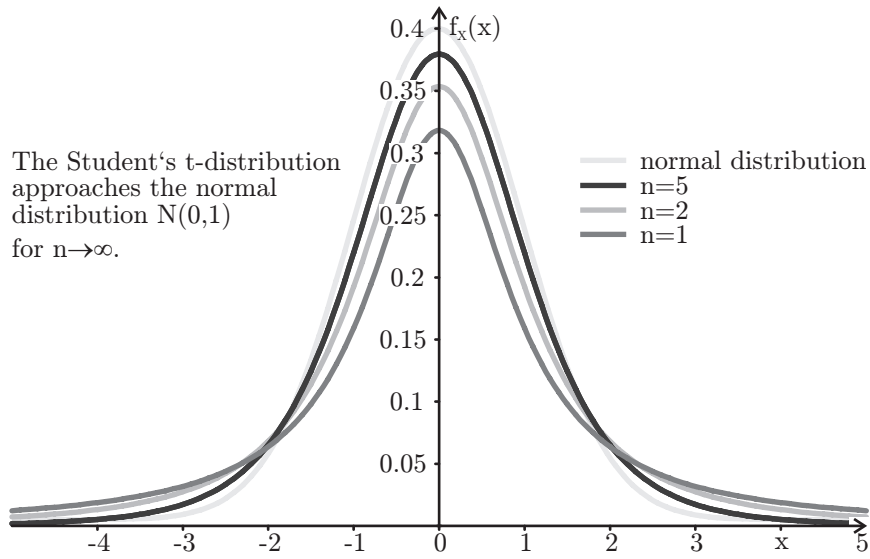 0.4 fₓ(x)
0.35
0.3
The Student‘s t-distribution
approaches the normal
distribution N(0,1)
for n→∞.
normal distribution
n=5
n=2
n=1
0.25
0.2
0.15
0.1
0.05
-4 -3 -2 -1 0 1 2 3 x 5